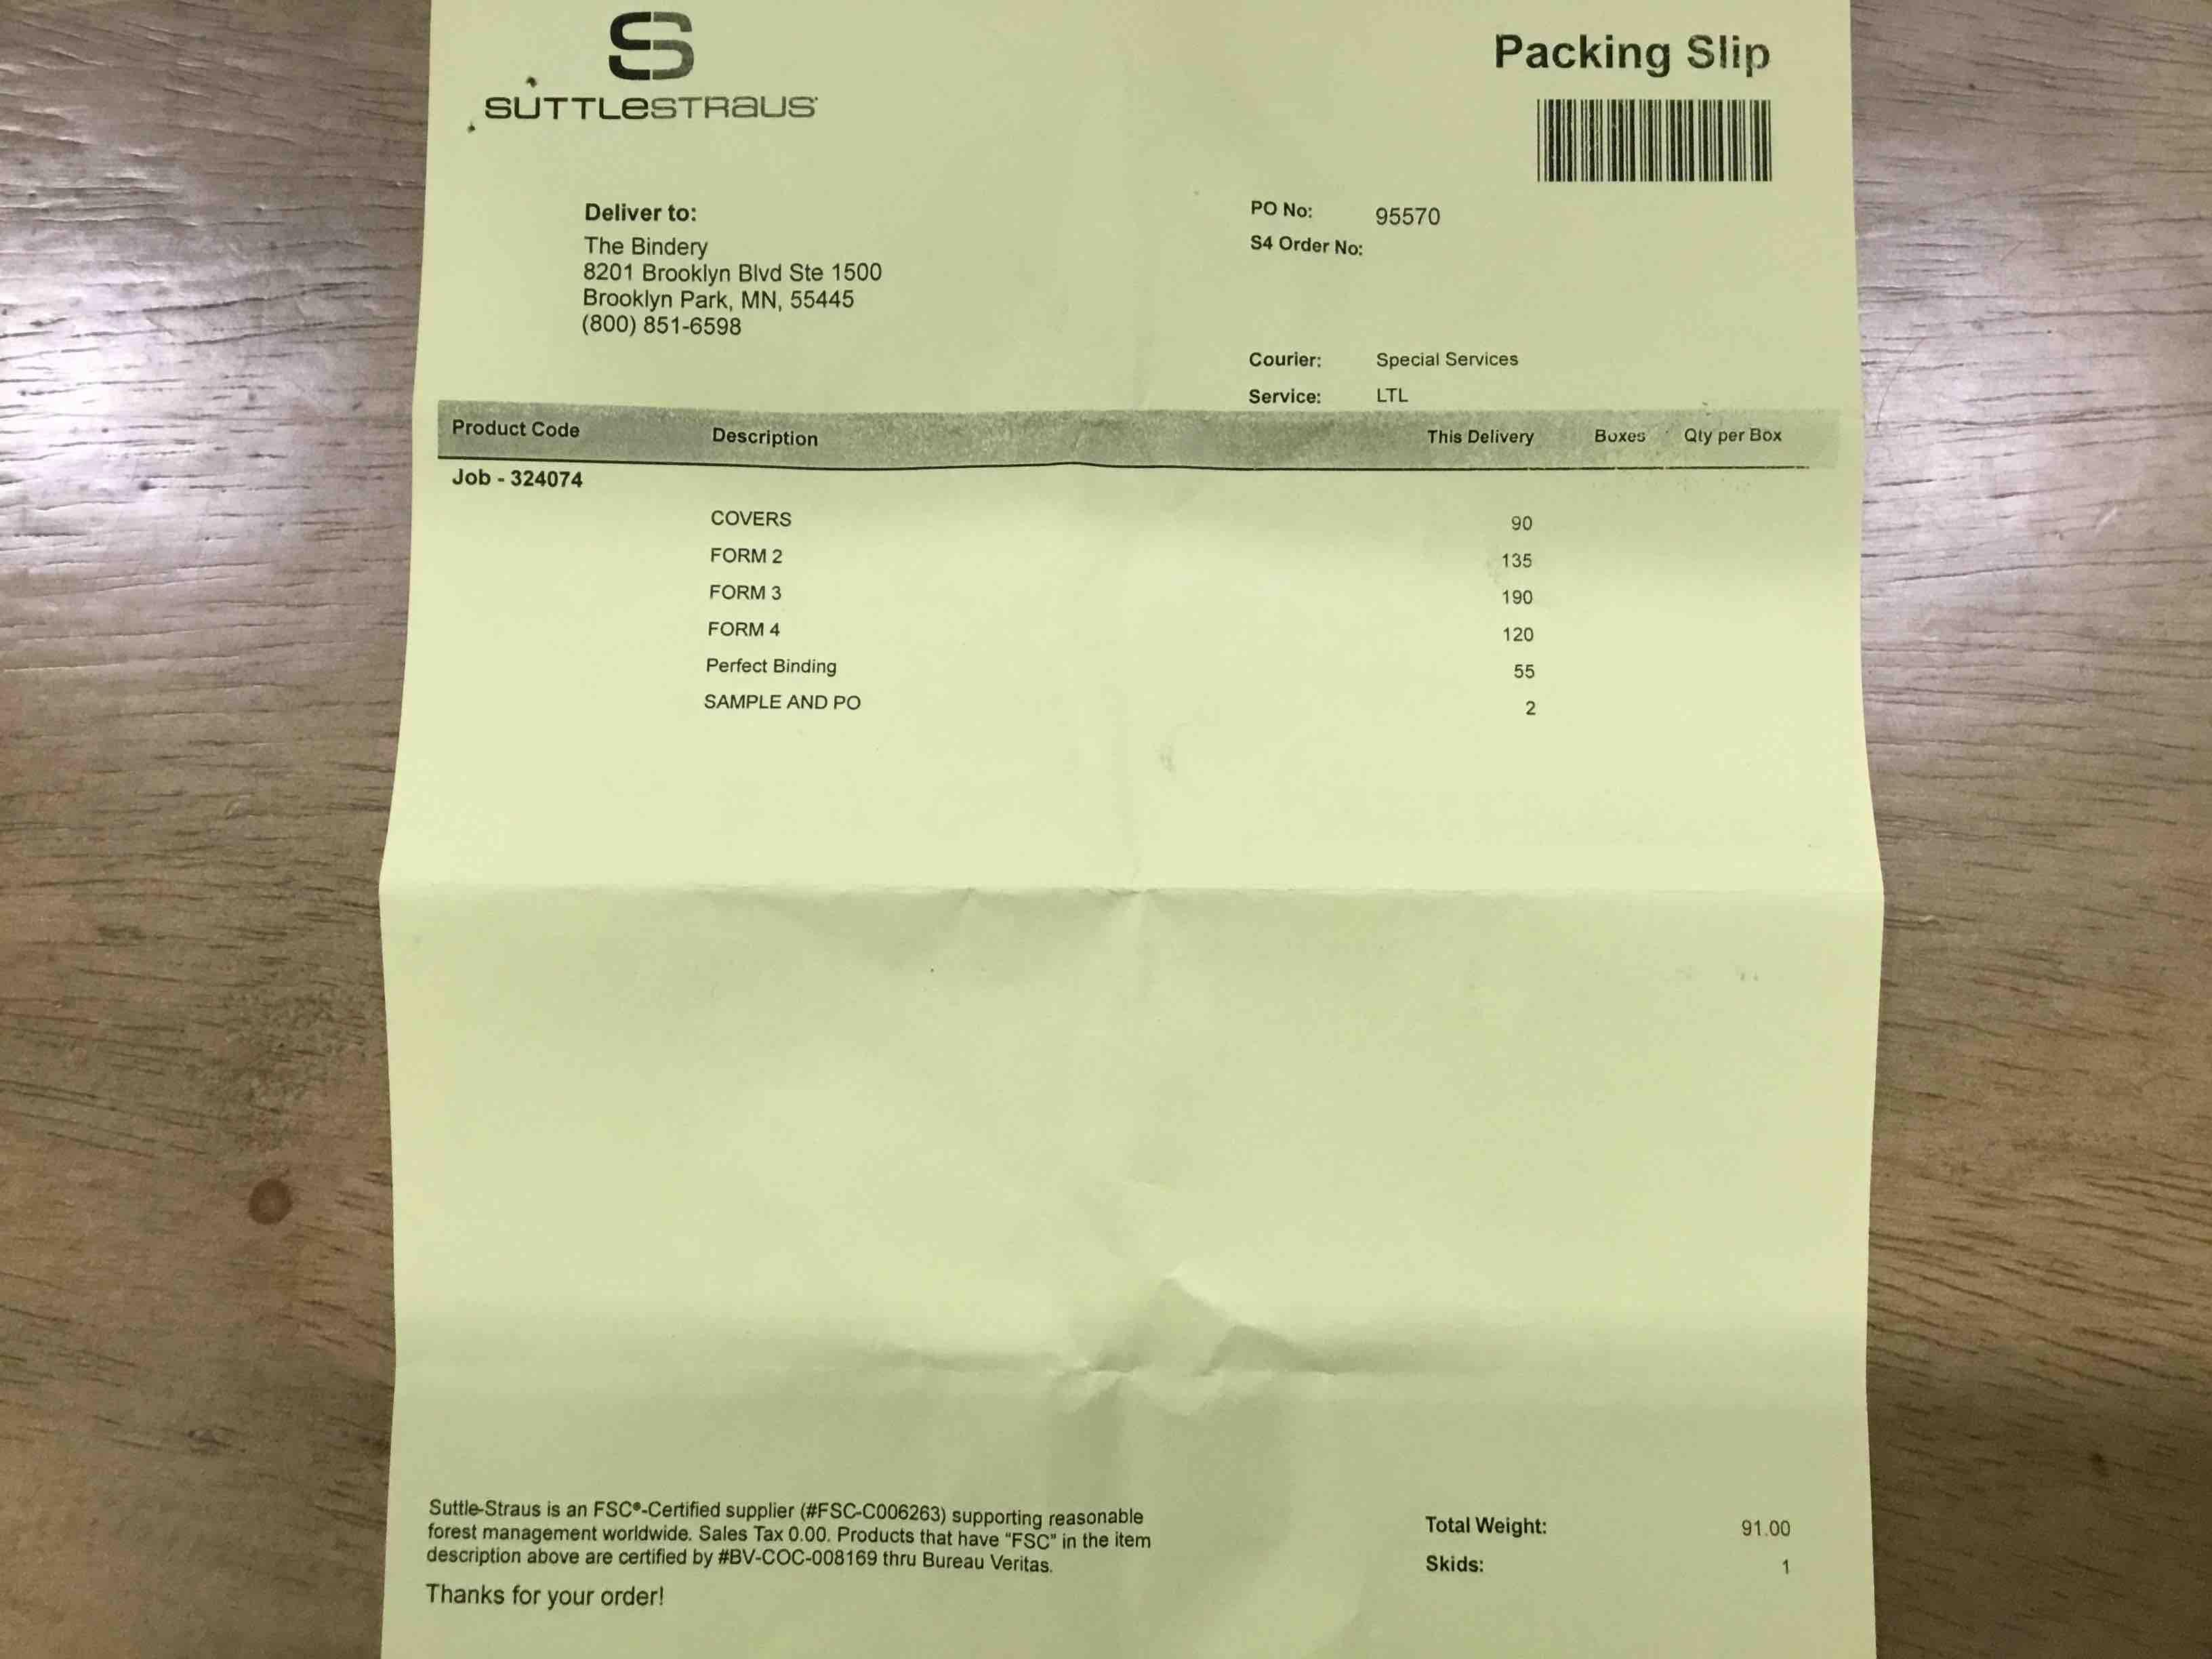 SUTTLESTRAUS
Packing Slip
Deliver to:
The Bindery
8201 Brooklyn Blvd Ste 1500
Brooklyn Park, MN, 55445
(800) 851-6598
PO No: 95570
S4 Order No:
Courier: Special Services
Service: LTL
Product Code Description This Delivery Boxes Qty per Box
Job - 324074
COVERS 90
FORM 2 135
FORM 3 190
FORM 4 120
Perfect Binding 55
SAMPLE AND PO 2
Suttle-Straus is an FSC®-Certified supplier (#FSC-C006263) supporting reasonable
forest management worldwide. Sales Tax 0.00. Products that have “FSC” in the item
description above are certified by #BV-COC-008169 thru Bureau Veritas.
Thanks for your order!
Total Weight: 91.00
Skids: 1